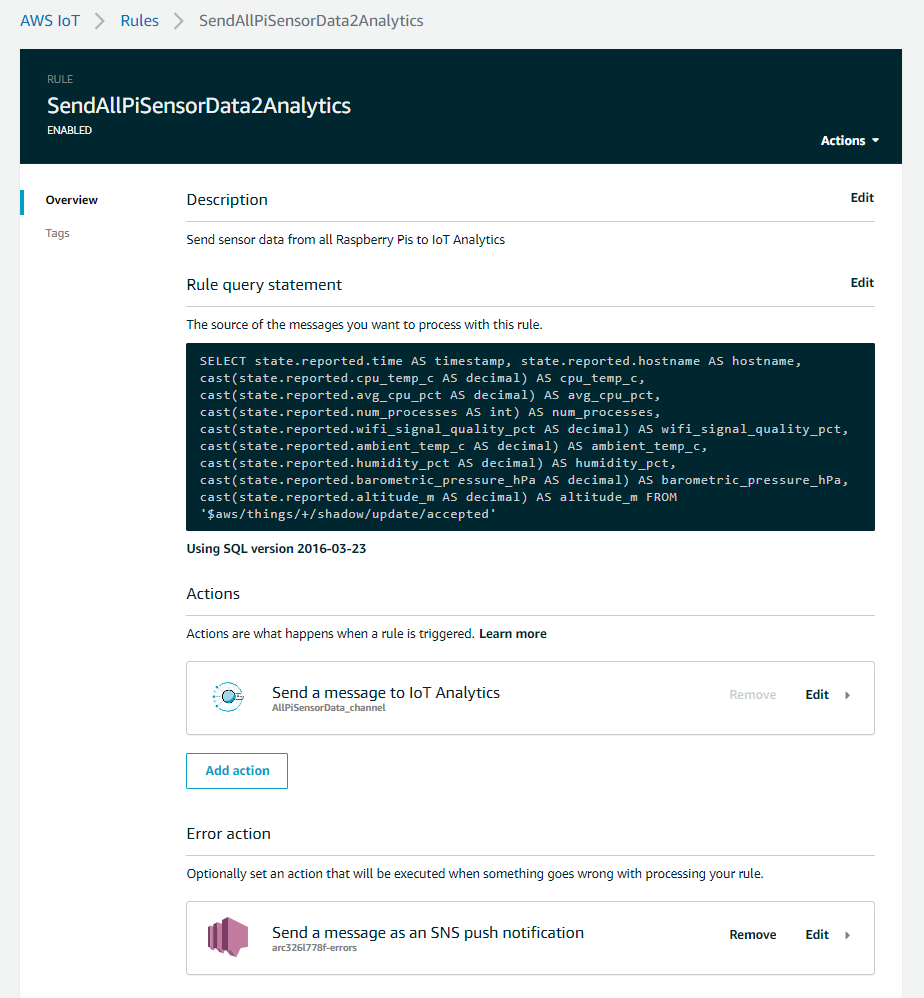 AWS IoT > Rules > SendAllPiSensorData2Analytics
RULE
SendAllPiSensorData2Analytics
ENABLED
Actions
Overview
Tags
Description Edit
Send sensor data from all Raspberry Pis to IoT Analytics
Rule query statement Edit
The source of the messages you want to process with this rule.
SELECT state.reported.time AS timestamp, state.reported.hostname AS hostname,
cast(state.reported.cpu_temp_c AS decimal) AS cpu_temp_c,
cast(state.reported.avg_cpu_pct AS decimal) AS avg_cpu_pct,
cast(state.reported.num_processes AS int) AS num_processes,
cast(state.reported.wifi_signal_quality_pct AS decimal) AS wifi_signal_quality_pct,
cast(state.reported.ambient_temp_c AS decimal) AS ambient_temp_c,
cast(state.reported.humidity_pct AS decimal) AS humidity_pct,
cast(state.reported.barometric_pressure_hPa AS decimal) AS barometric_pressure_hPa,
cast(state.reported.altitude_m AS decimal) AS altitude_m FROM
'$aws/things/+/shadow/update/accepted'
Using SQL version 2016-03-23
Actions
Actions are what happens when a rule is triggered. Learn more
Send a message to IoT Analytics Remove Edit
AllPiSensorData_channel
Add action
Error action
Optionally set an action that will be executed when something goes wrong with processing your rule.
Send a message as an SNS push notification Remove Edit
arc326l778f-errors